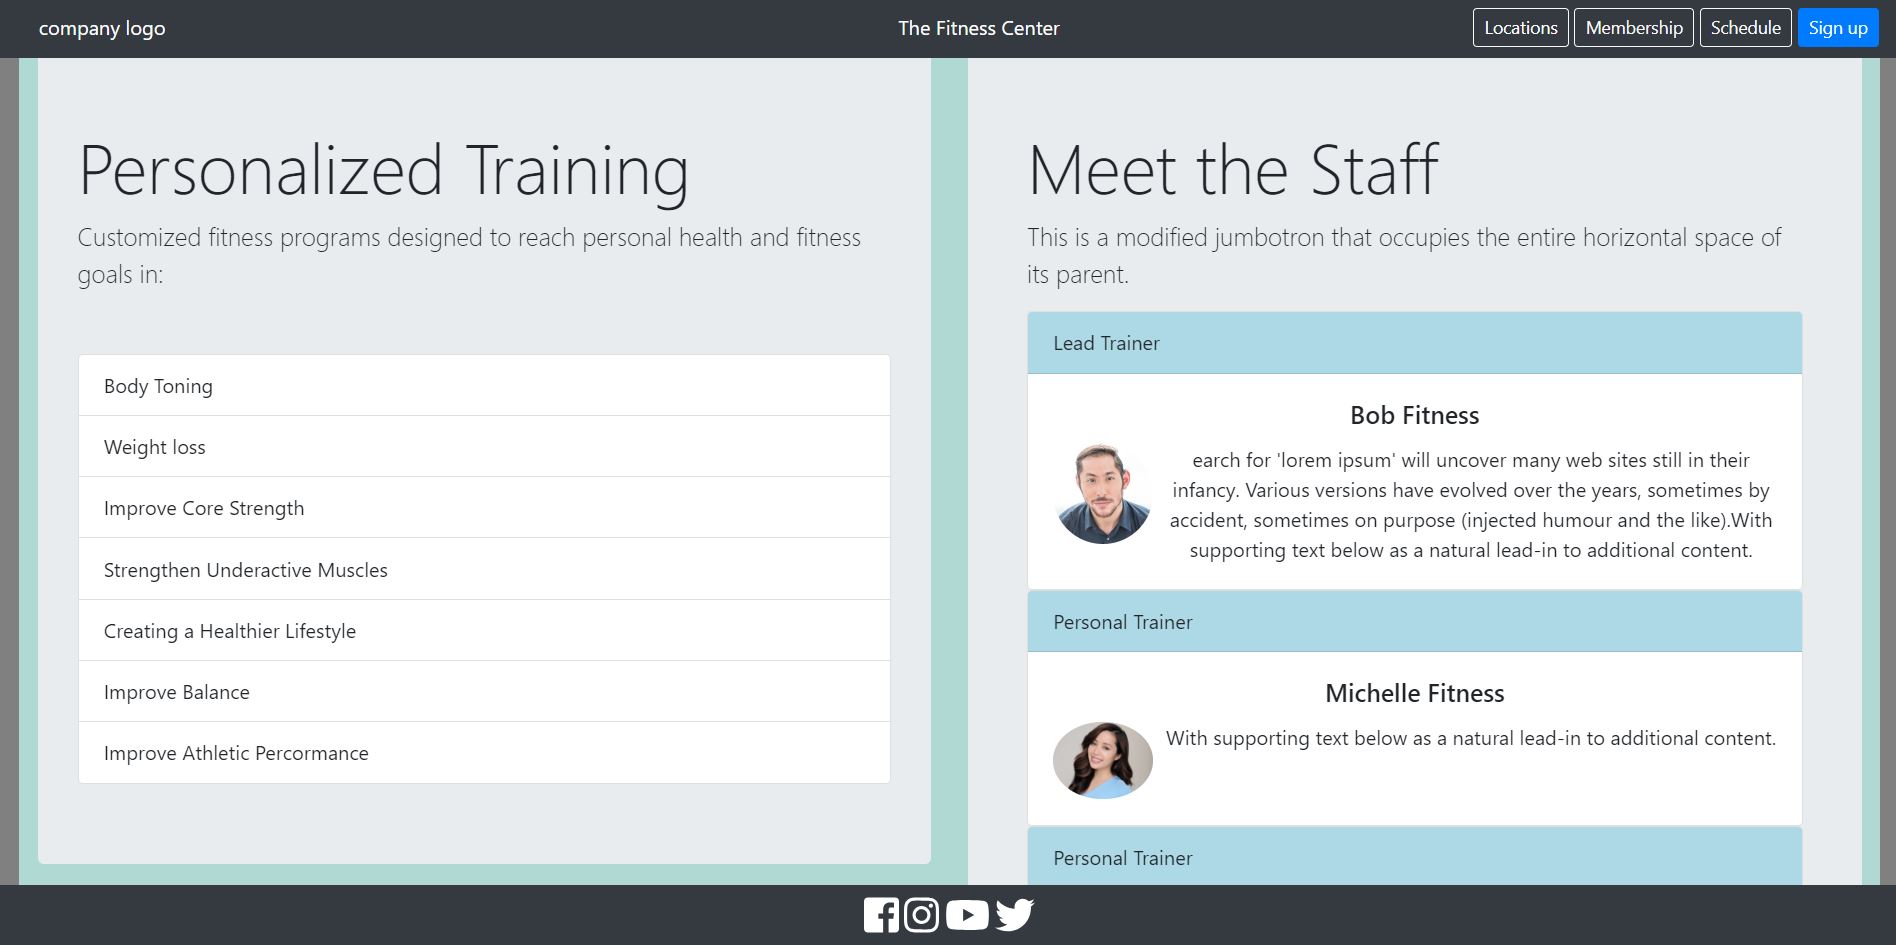 company logo
The Fitness Center
Locations
Membership
Schedule
Sign up
Personalized Training
Customized fitness programs designed to reach personal health and fitness
goals in:
Body Toning
Weight loss
Improve Core Strength
Strengthen Underactive Muscles
Creating a Healthier Lifestyle
Improve Balance
Improve Athletic Percormance
Meet the Staff
This is a modified jumbotron that occupies the entire horizontal space of
its parent.
Lead Trainer
Bob Fitness
earch for 'lorem ipsum' will uncover many web sites still in their
infancy. Various versions have evolved over the years, sometimes by
accident, sometimes on purpose (injected humour and the like).With
supporting text below as a natural lead-in to additional content.
Personal Trainer
Michelle Fitness
With supporting text below as a natural lead-in to additional content.
Personal Trainer